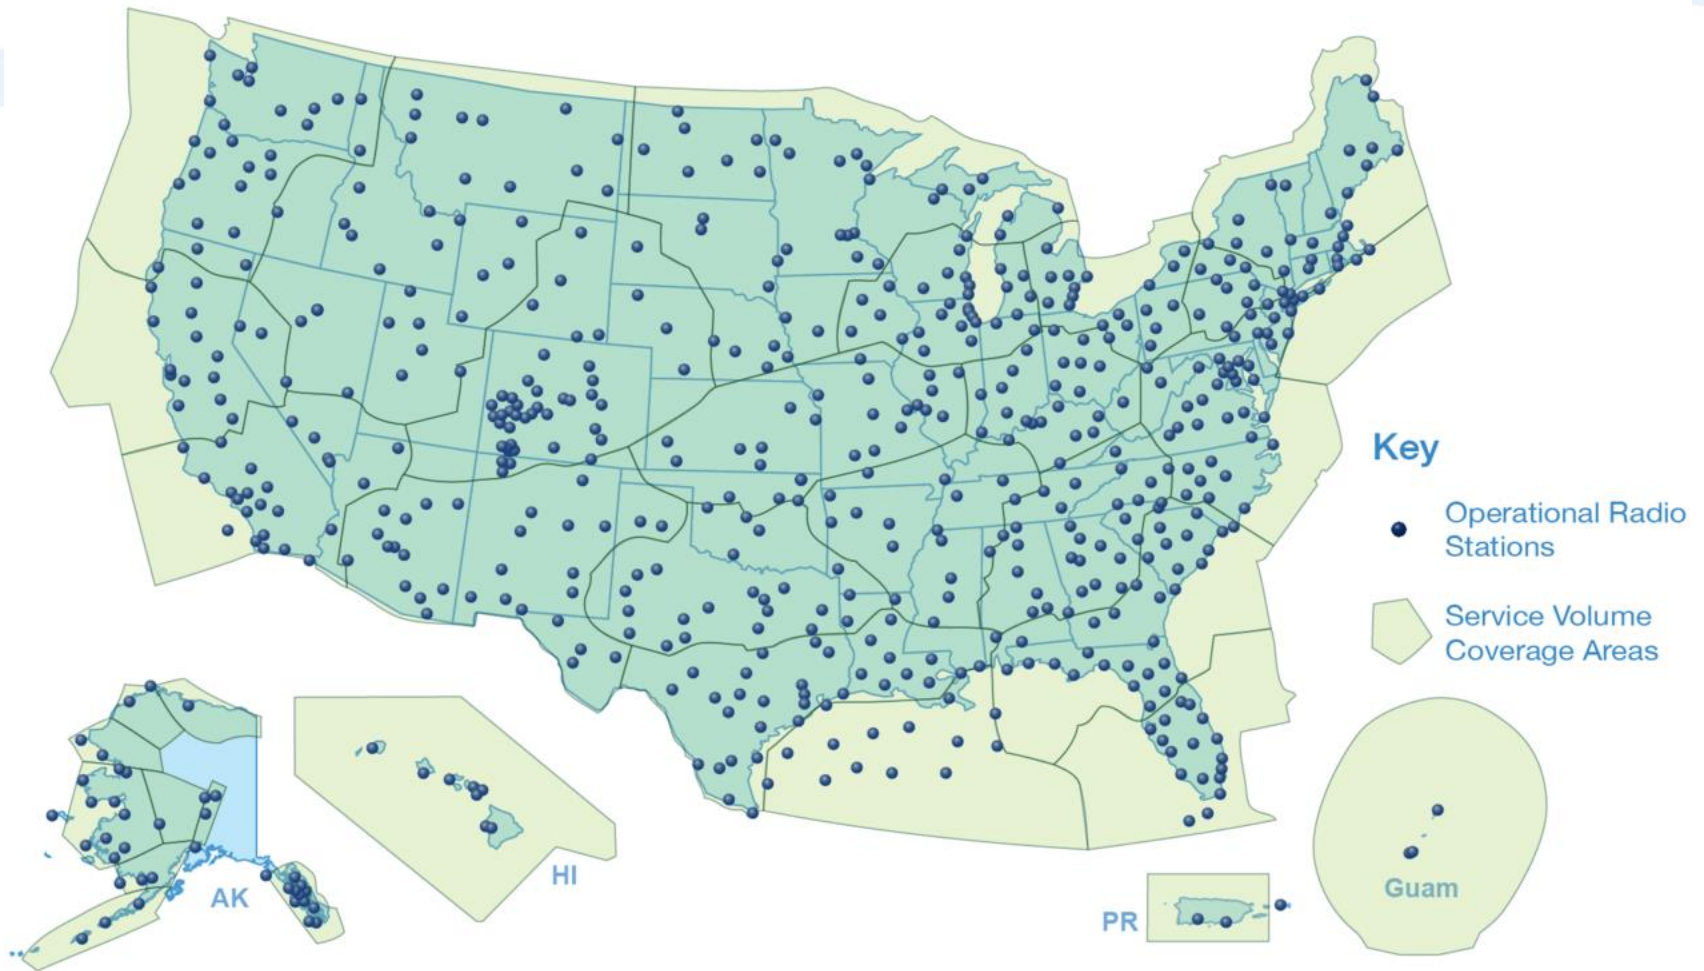 Key
Operational Radio
Stations
Service Volume
Coverage Areas
AK
HI
PR
Guam